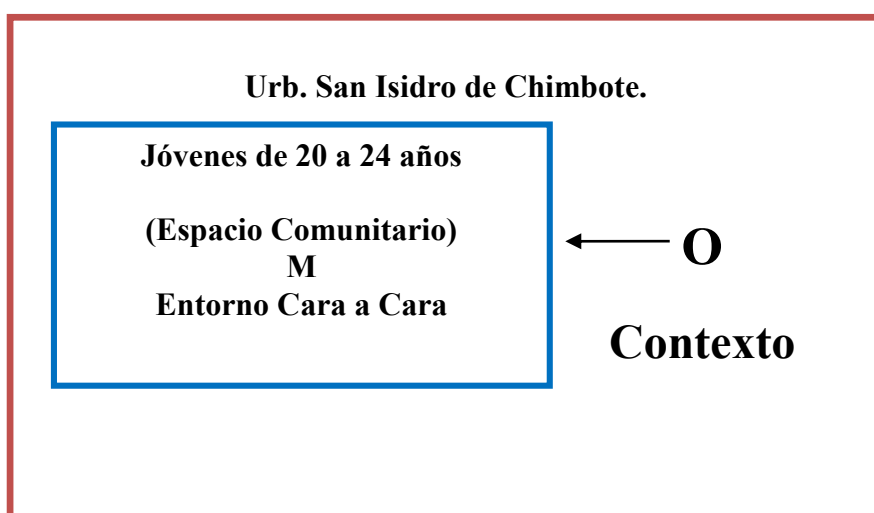 Urb. San Isidro de Chimbote.
Jóvenes de 20 a 24 años
(Espacio Comunitario)
M
Entorno Cara a Cara
O
Contexto